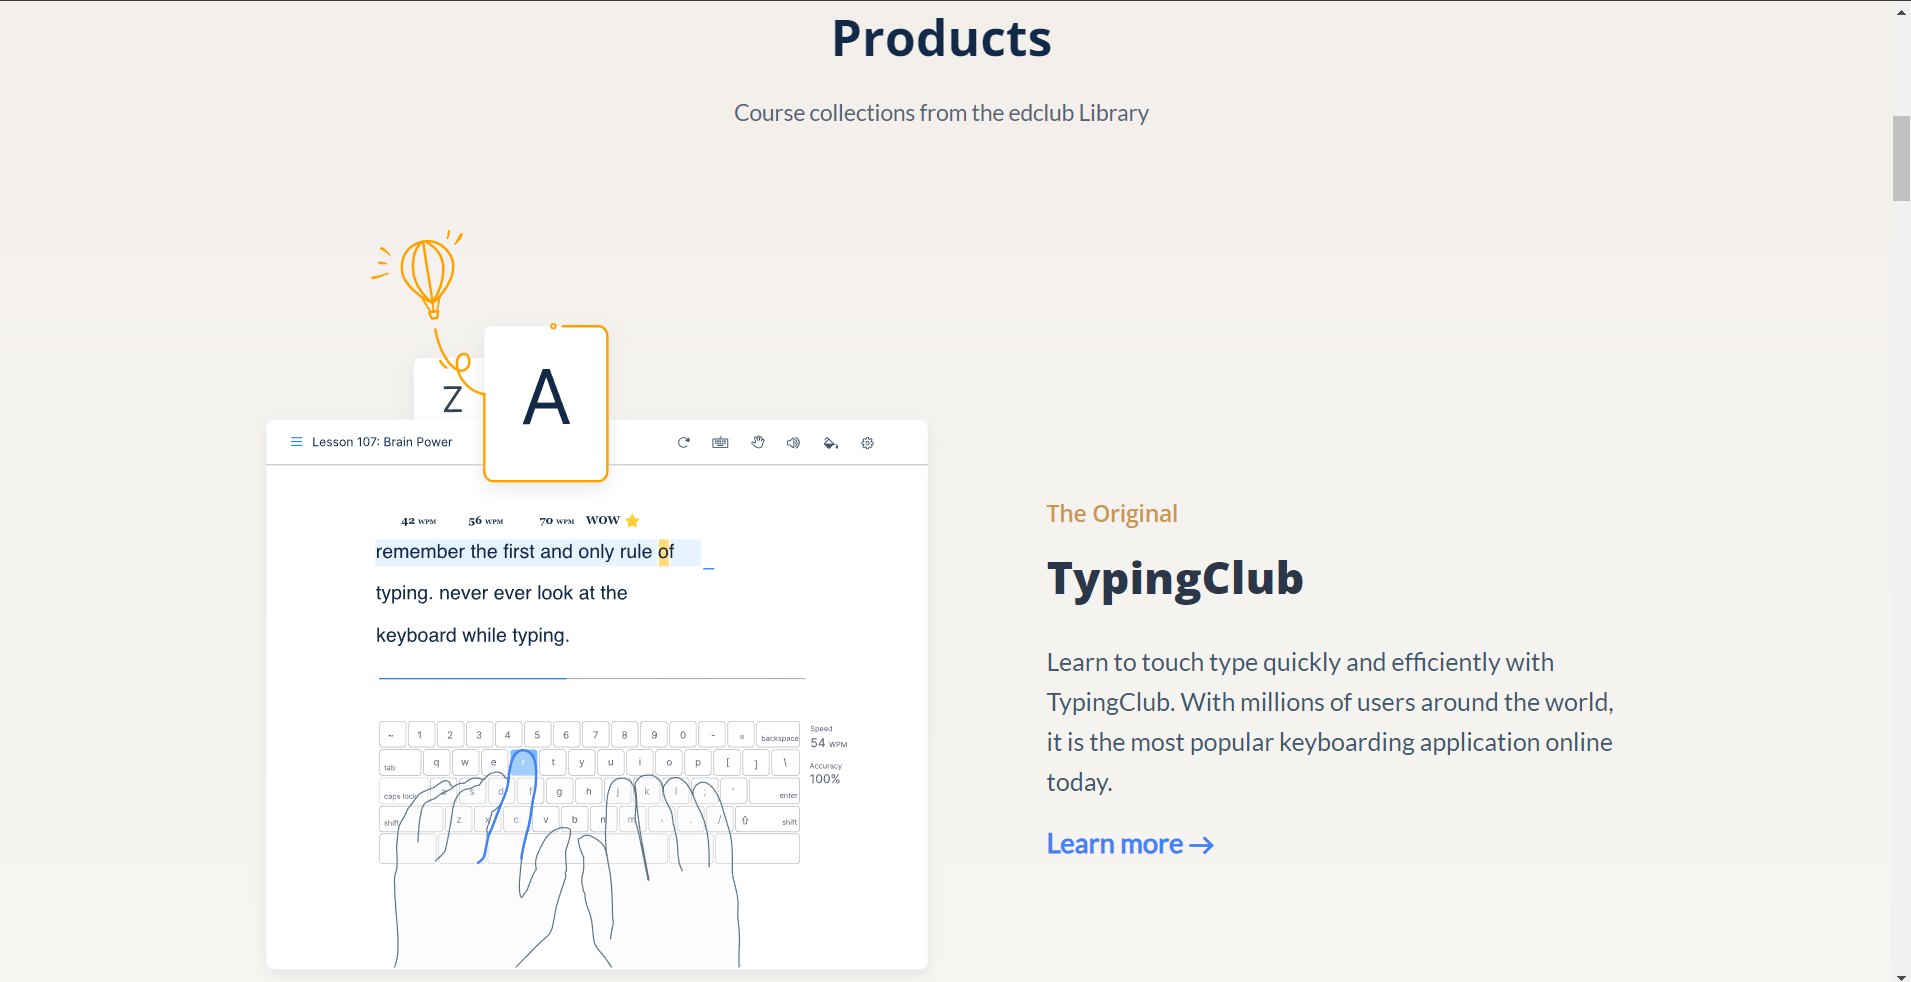 Products
Course collections from the edclub Library
Z
A
Lesson 107: Brain Power
42 WPM 56 WPM 70 WPM WOW
remember the first and only rule of
typing. never ever look at the
keyboard while typing.
~ 1 2 3 4 5 6 7 8 9 0 - = backspace
tab q w e r t y u i o p [ ] \
caps lock a s d f g h j k l ; ' enter
shift z x c v b n m , . / shift
Speed
54 WPM
Accuracy
100%
The Original
TypingClub
Learn to touch type quickly and efficiently with
TypingClub. With millions of users around the world,
it is the most popular keyboarding application online
today.
Learn more